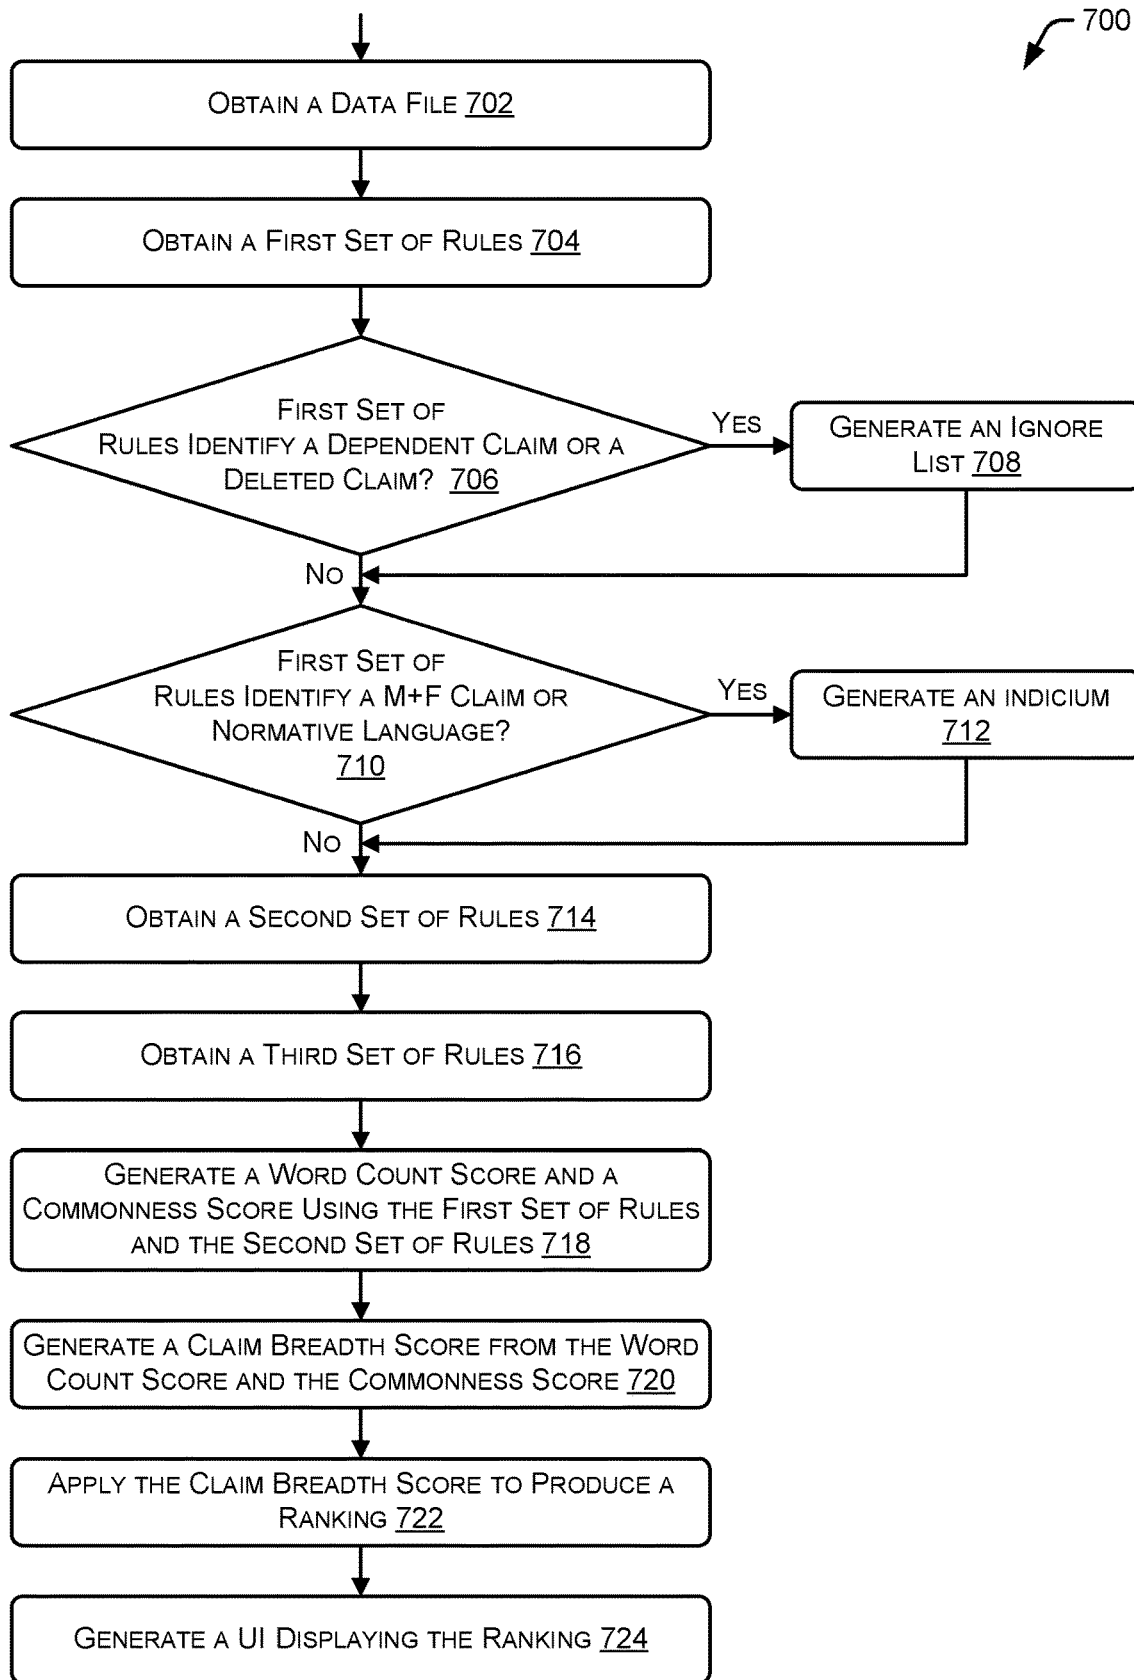 700
OBTAIN A DATA FILE 702
OBTAIN A FIRST SET OF RULES 704
FIRST SET OF
RULES IDENTIFY A DEPENDENT CLAIM OR A
DELETED CLAIM? 706
YES
GENERATE AN IGNORE
LIST 708
NO
FIRST SET OF
RULES IDENTIFY A M+F CLAIM OR
NORMATIVE LANGUAGE?
710
YES
GENERATE AN INDICIUM
712
NO
OBTAIN A SECOND SET OF RULES 714
OBTAIN A THIRD SET OF RULES 716
GENERATE A WORD COUNT SCORE AND A
COMMONNESS SCORE USING THE FIRST SET OF RULES
AND THE SECOND SET OF RULES 718
GENERATE A CLAIM BREADTH SCORE FROM THE WORD
COUNT SCORE AND THE COMMONNESS SCORE 720
APPLY THE CLAIM BREADTH SCORE TO PRODUCE A
RANKING 722
GENERATE A UI DISPLAYING THE RANKING 724